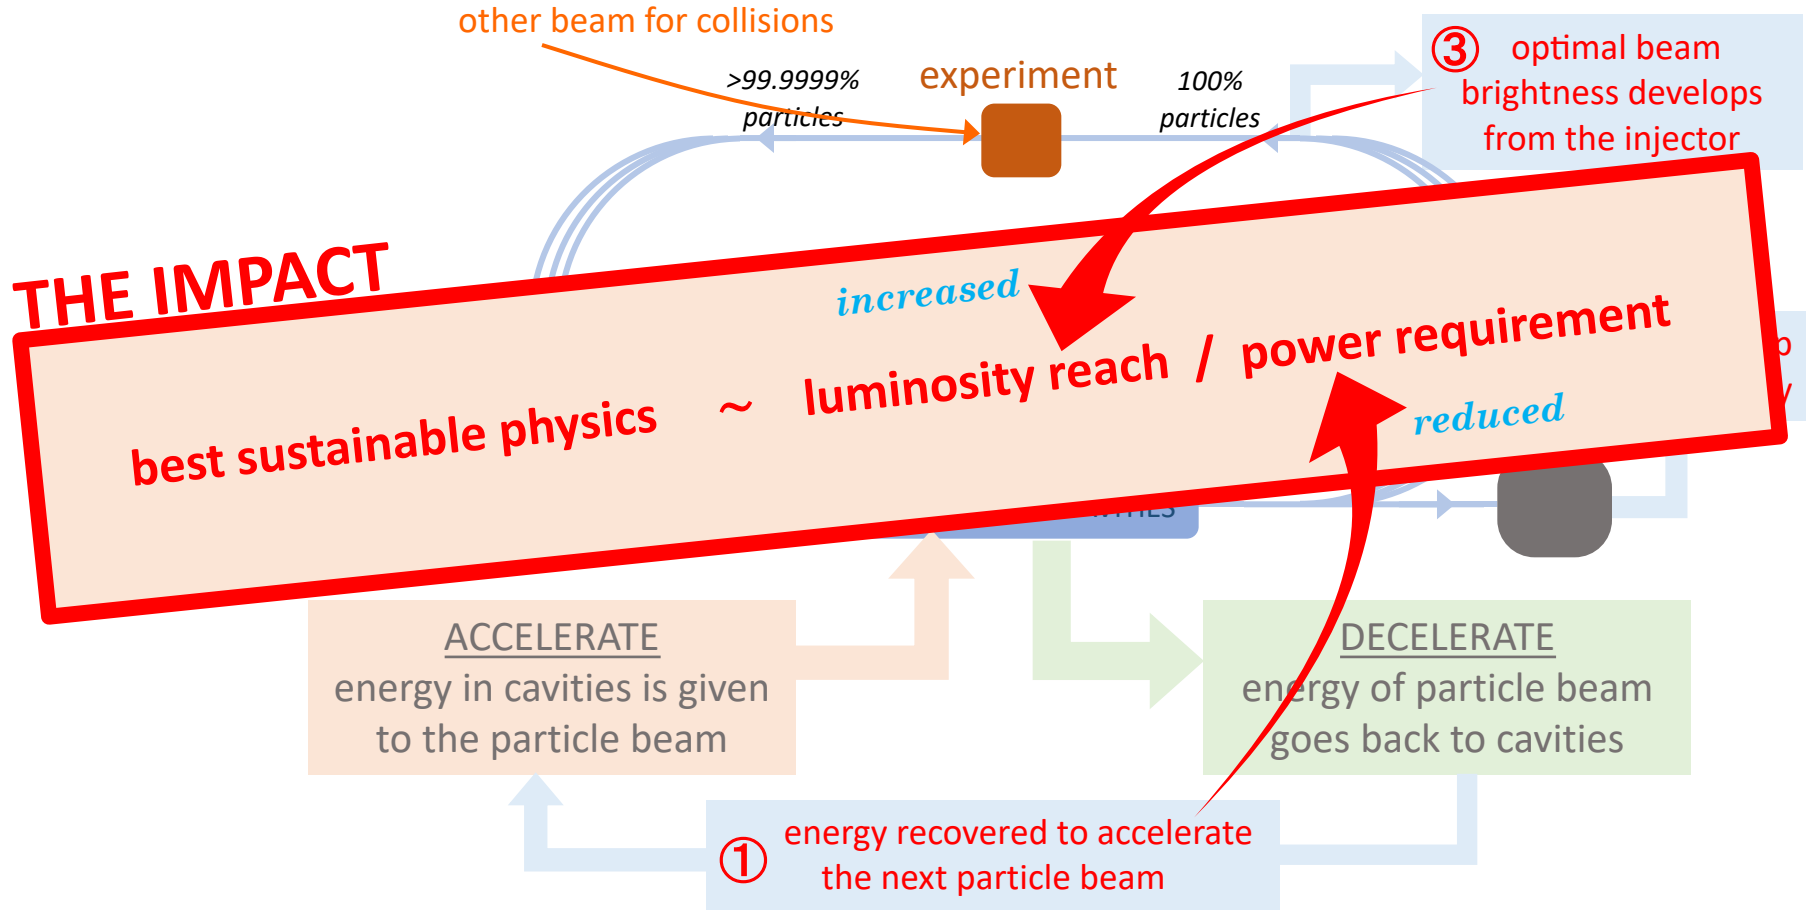 other beam for collisions
>99.9999%
particles
experiment
100%
particles
③ optimal beam
brightness develops
from the injector
THE IMPACT
increased
best sustainable physics ~ luminosity reach / power requirement
reduced
ACCELERATE
energy in cavities is given
to the particle beam
DECELERATE
energy of particle beam
goes back to cavities
① energy recovered to accelerate
the next particle beam